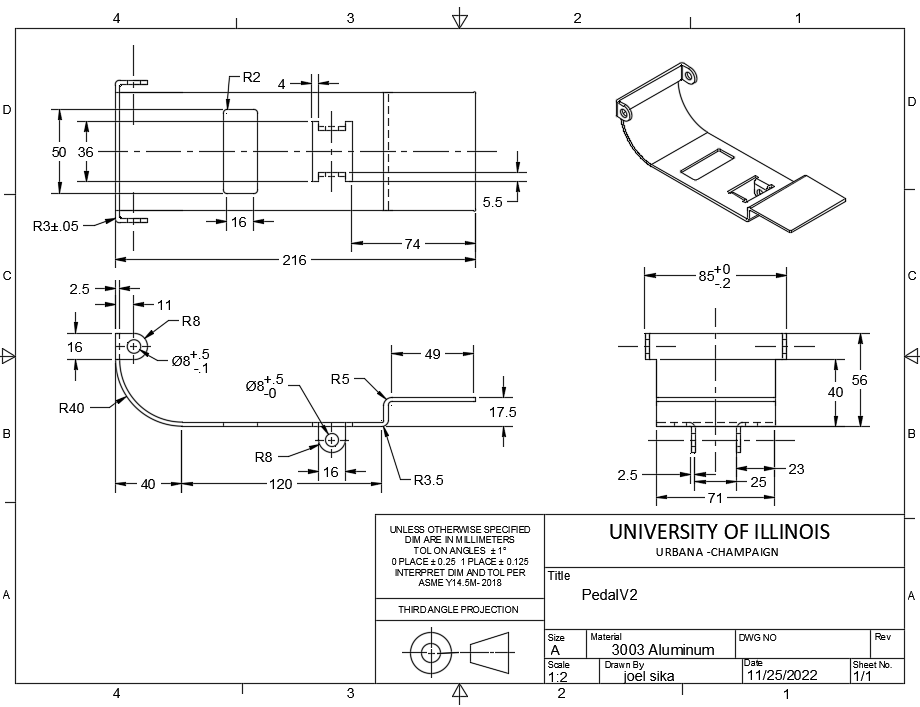 4 3 2 1
D
D
R2
4
50
36
16
5.5
R3±.05
74
216
C
C
2.5
11
R8
16
Ø8+.5
-.1
R40
Ø8+.5
-0
R5
49
17.5
R8
16
R3.5
40
120
85+0
-.2
56
40
2.5
23
25
71
B
B
UNLESS OTHERWISE SPECIFIED
DIM ARE IN MILLIMETERS
TOL ON ANGLES ± 1°
0 PLACE ± 0.25 1 PLACE ± 0.125
INTERPRET DIM AND TOL PER
ASME Y14.5M- 2018
THIRD ANGLE PROJECTION
UNIVERSITY OF ILLINOIS
URBANA -CHAMPAIGN
Title
PedalV2
A
A
Size
A
Material
3003 Aluminum
DWG NO
Rev
Scale
1:2
Drawn By
joel sika
Date
11/25/2022
Sheet No.
1/1
4 3 2 1